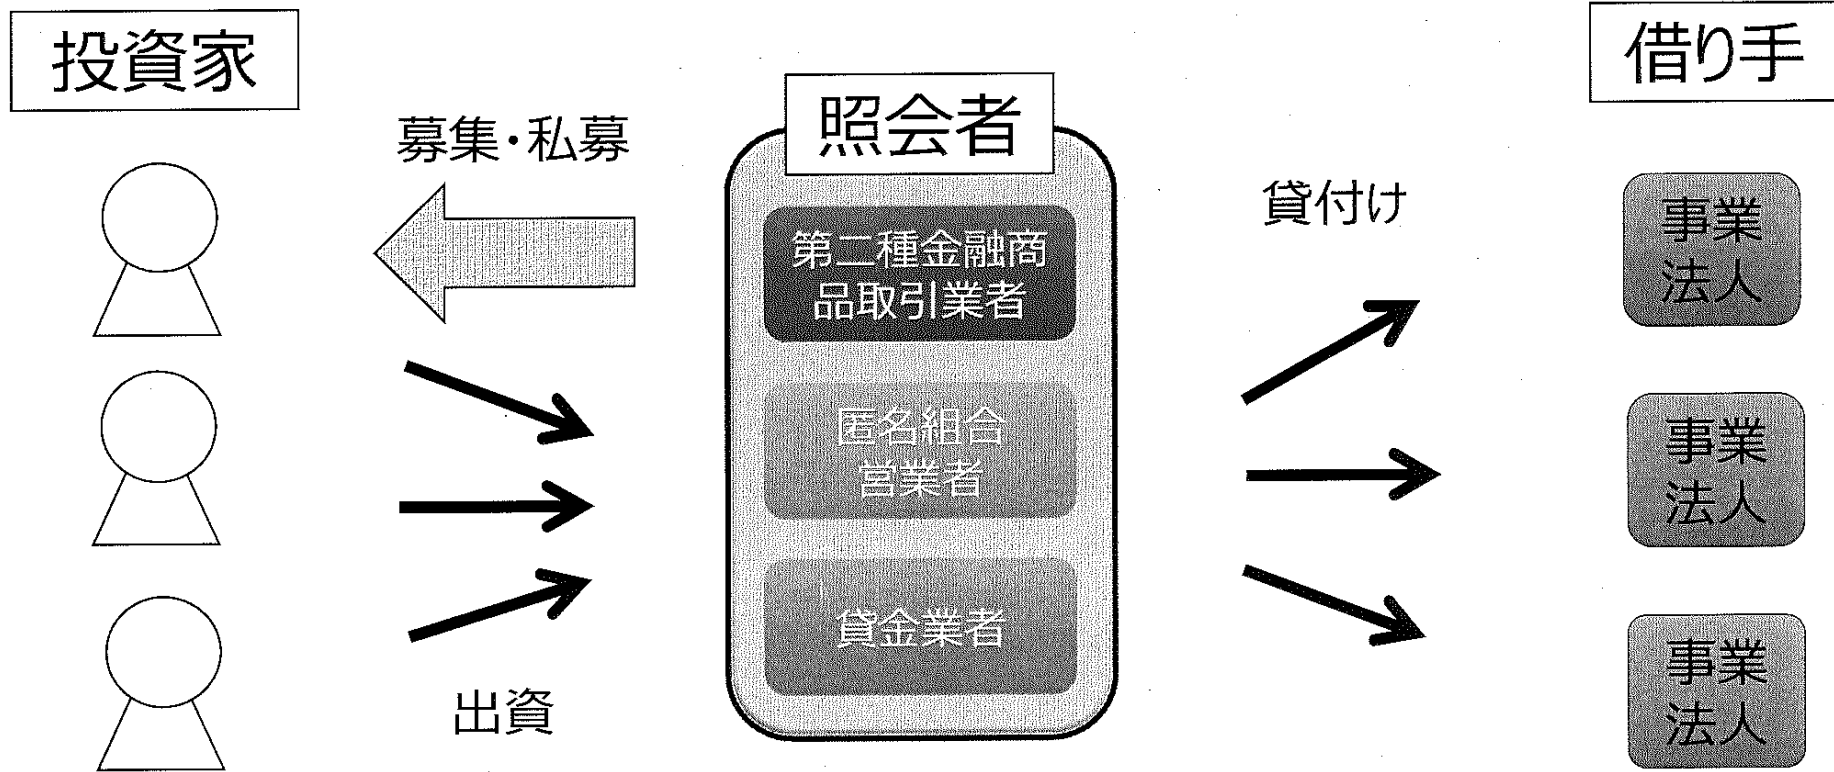 投資家
募集・私募
出資
照会者
第二種金融商
品取引業者
匿名組合
営業者
貸金業者
貸付け
借り手
事業
法人
事業
法人
事業
法人